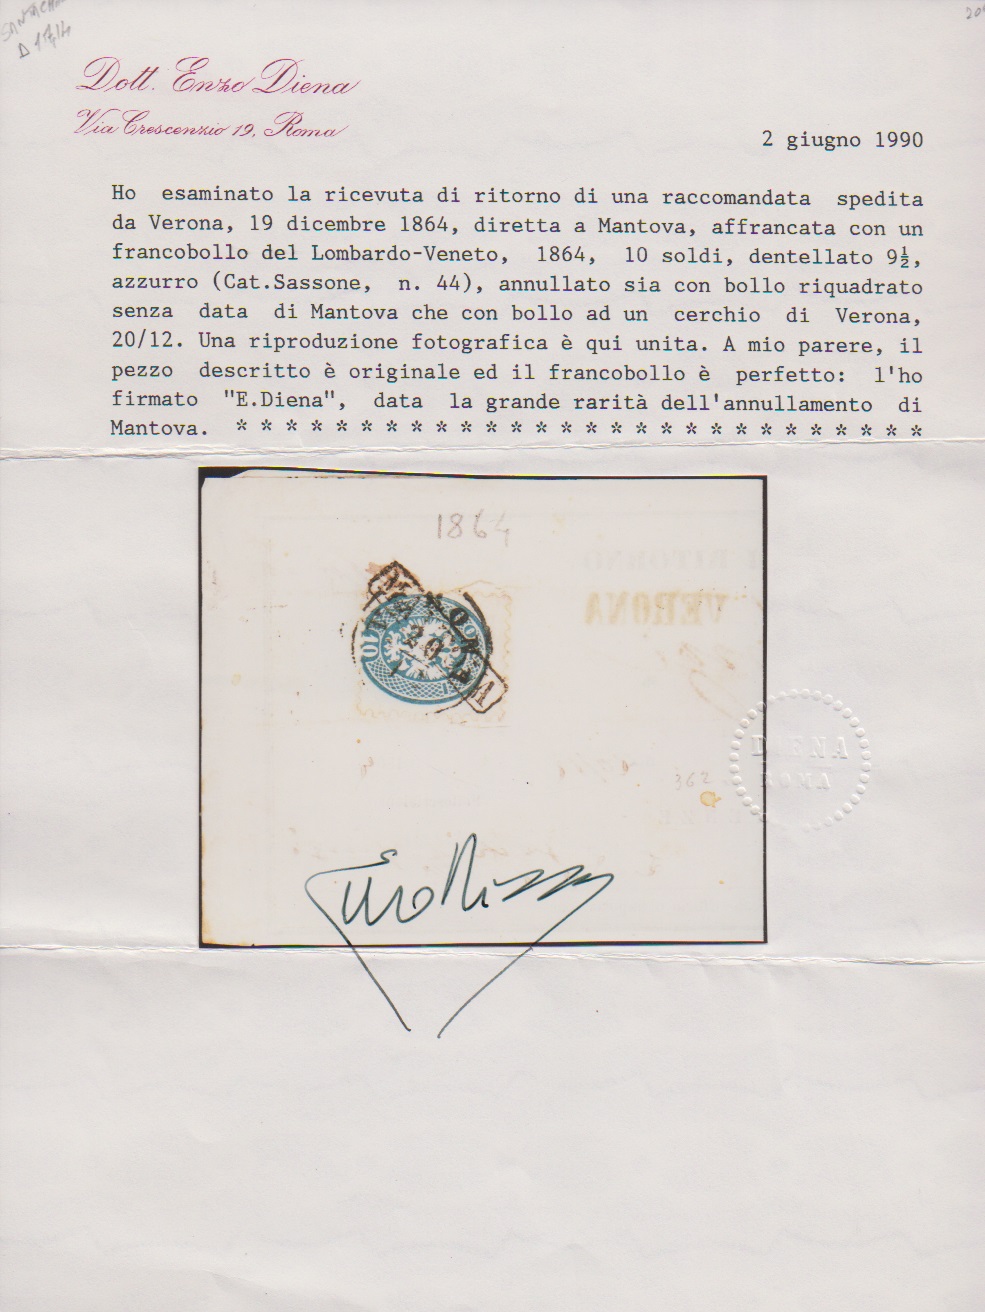 Dott. Enzo Diena
Via Crescenzio 19, Roma
2 giugno 1990
Ho esaminato la ricevuta di ritorno di una raccomandata spedita
da Verona, 19 dicembre 1864, diretta a Mantova, affrancata con un
francobollo del Lombardo-Veneto, 1864, 10 soldi, dentellato 9½,
azzurro (Cat.Sassone, n. 44), annullato sia con bollo riquadrato
senza data di Mantova che con bollo ad un cerchio di Verona,
20/12. Una riproduzione fotografica è qui unita. A mio parere, il
pezzo descritto è originale ed il francobollo è perfetto: l'ho
firmato "E.Diena", data la grande rarità dell'annullamento di
Mantova. * * * * * * * * * * * * * * * * * * * * * * * * * * * *
1864
RITORNO
VERONA
10
20
DIENA
ROMA
362